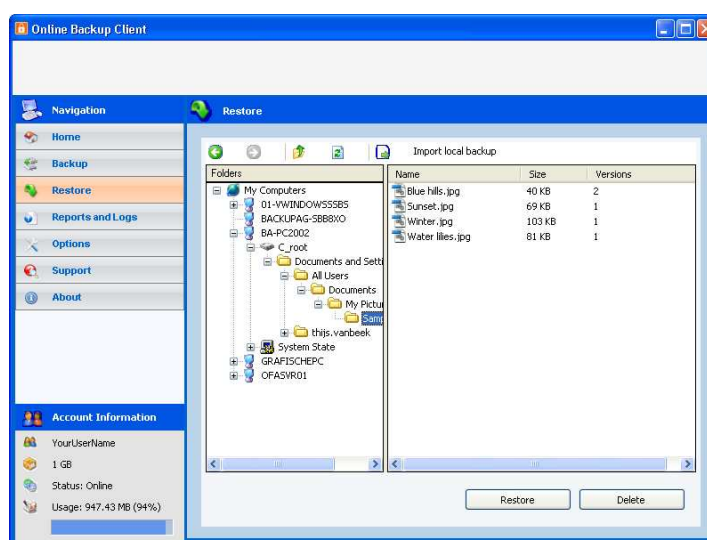 Online Backup Client
Navigation
Home
Backup
Restore
Reports and Logs
Options
Support
About
Account Information
YourUserName
1 GB
Status: Online
Usage: 947.43 MB (94%)
Restore
Import local backup
Folders
My Computers
01-VWINDOWSSBS
BACKUPAG-SBB8XO
BA-PC2002
C_root
Documents and Setti
All Users
Documents
My Pictur
Samp
thijs.vanbeek
System State
GRAFISCHEPC
OFASVR01
Name Size Versions
Blue hills.jpg 40 KB 2
Sunset.jpg 69 KB 1
Winter.jpg 103 KB 1
Water lilies.jpg 81 KB 1
Restore Delete